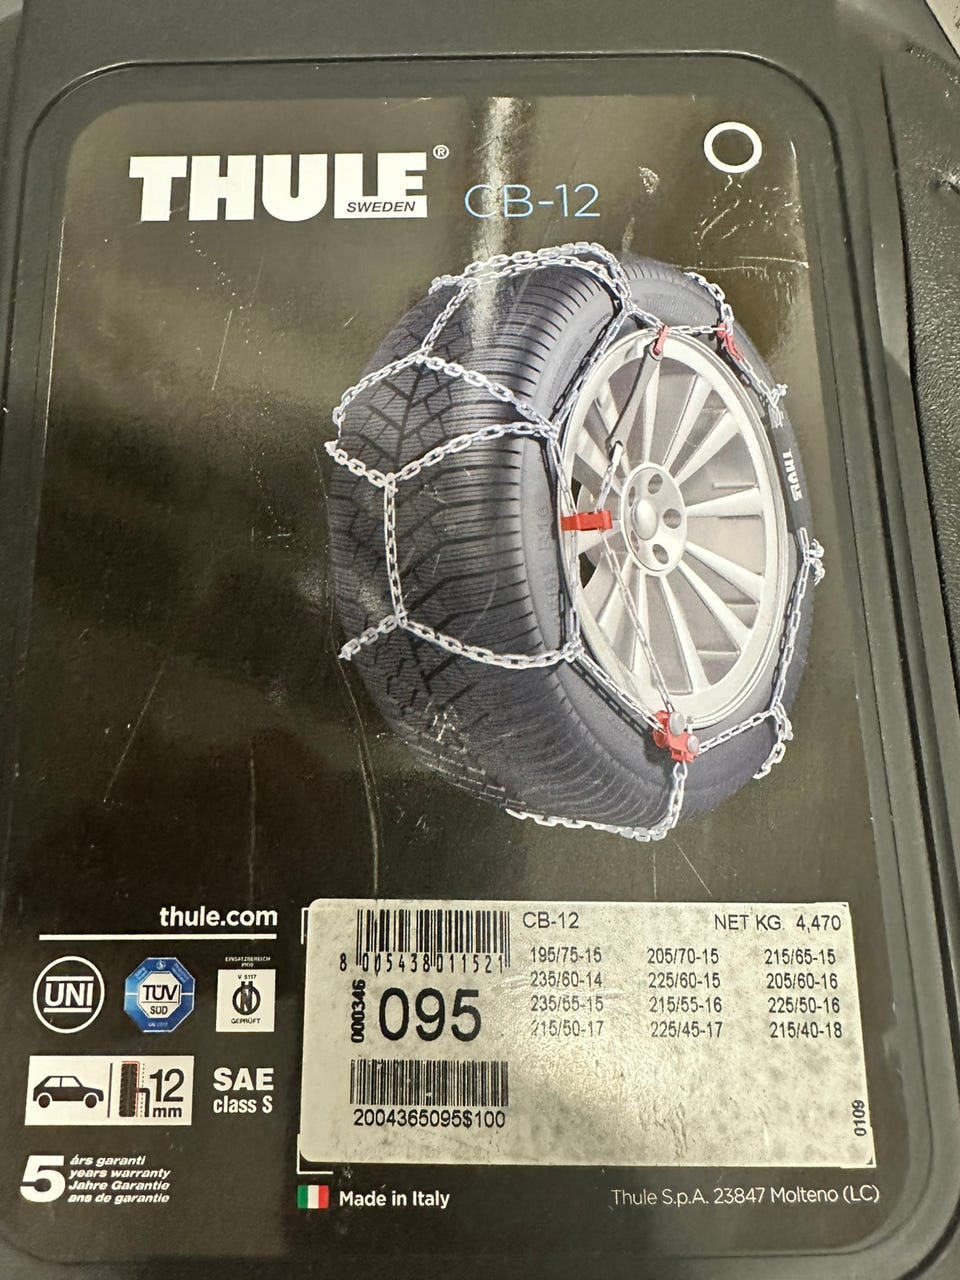 THULE®
SWEDEN
CB-12
THULE
thule.com
UNI
TÜV
SÜD
EINSATZBEREICH
PKW
V 5117
N
GEPRÜFT
12
mm
SAE
class S
5 års garanti
years warranty
Jahre Garantie
ans de garantie
CB-12 NET KG. 4,470
8 005438 011521
000346
095
195/75-15 205/70-15 215/65-15
235/60-14 225/60-15 205/60-16
235/55-15 215/55-16 225/50-16
215/50-17 225/45-17 215/40-18
2004365095$100
0109
Made in Italy
Thule S.p.A. 23847 Molteno (LC)